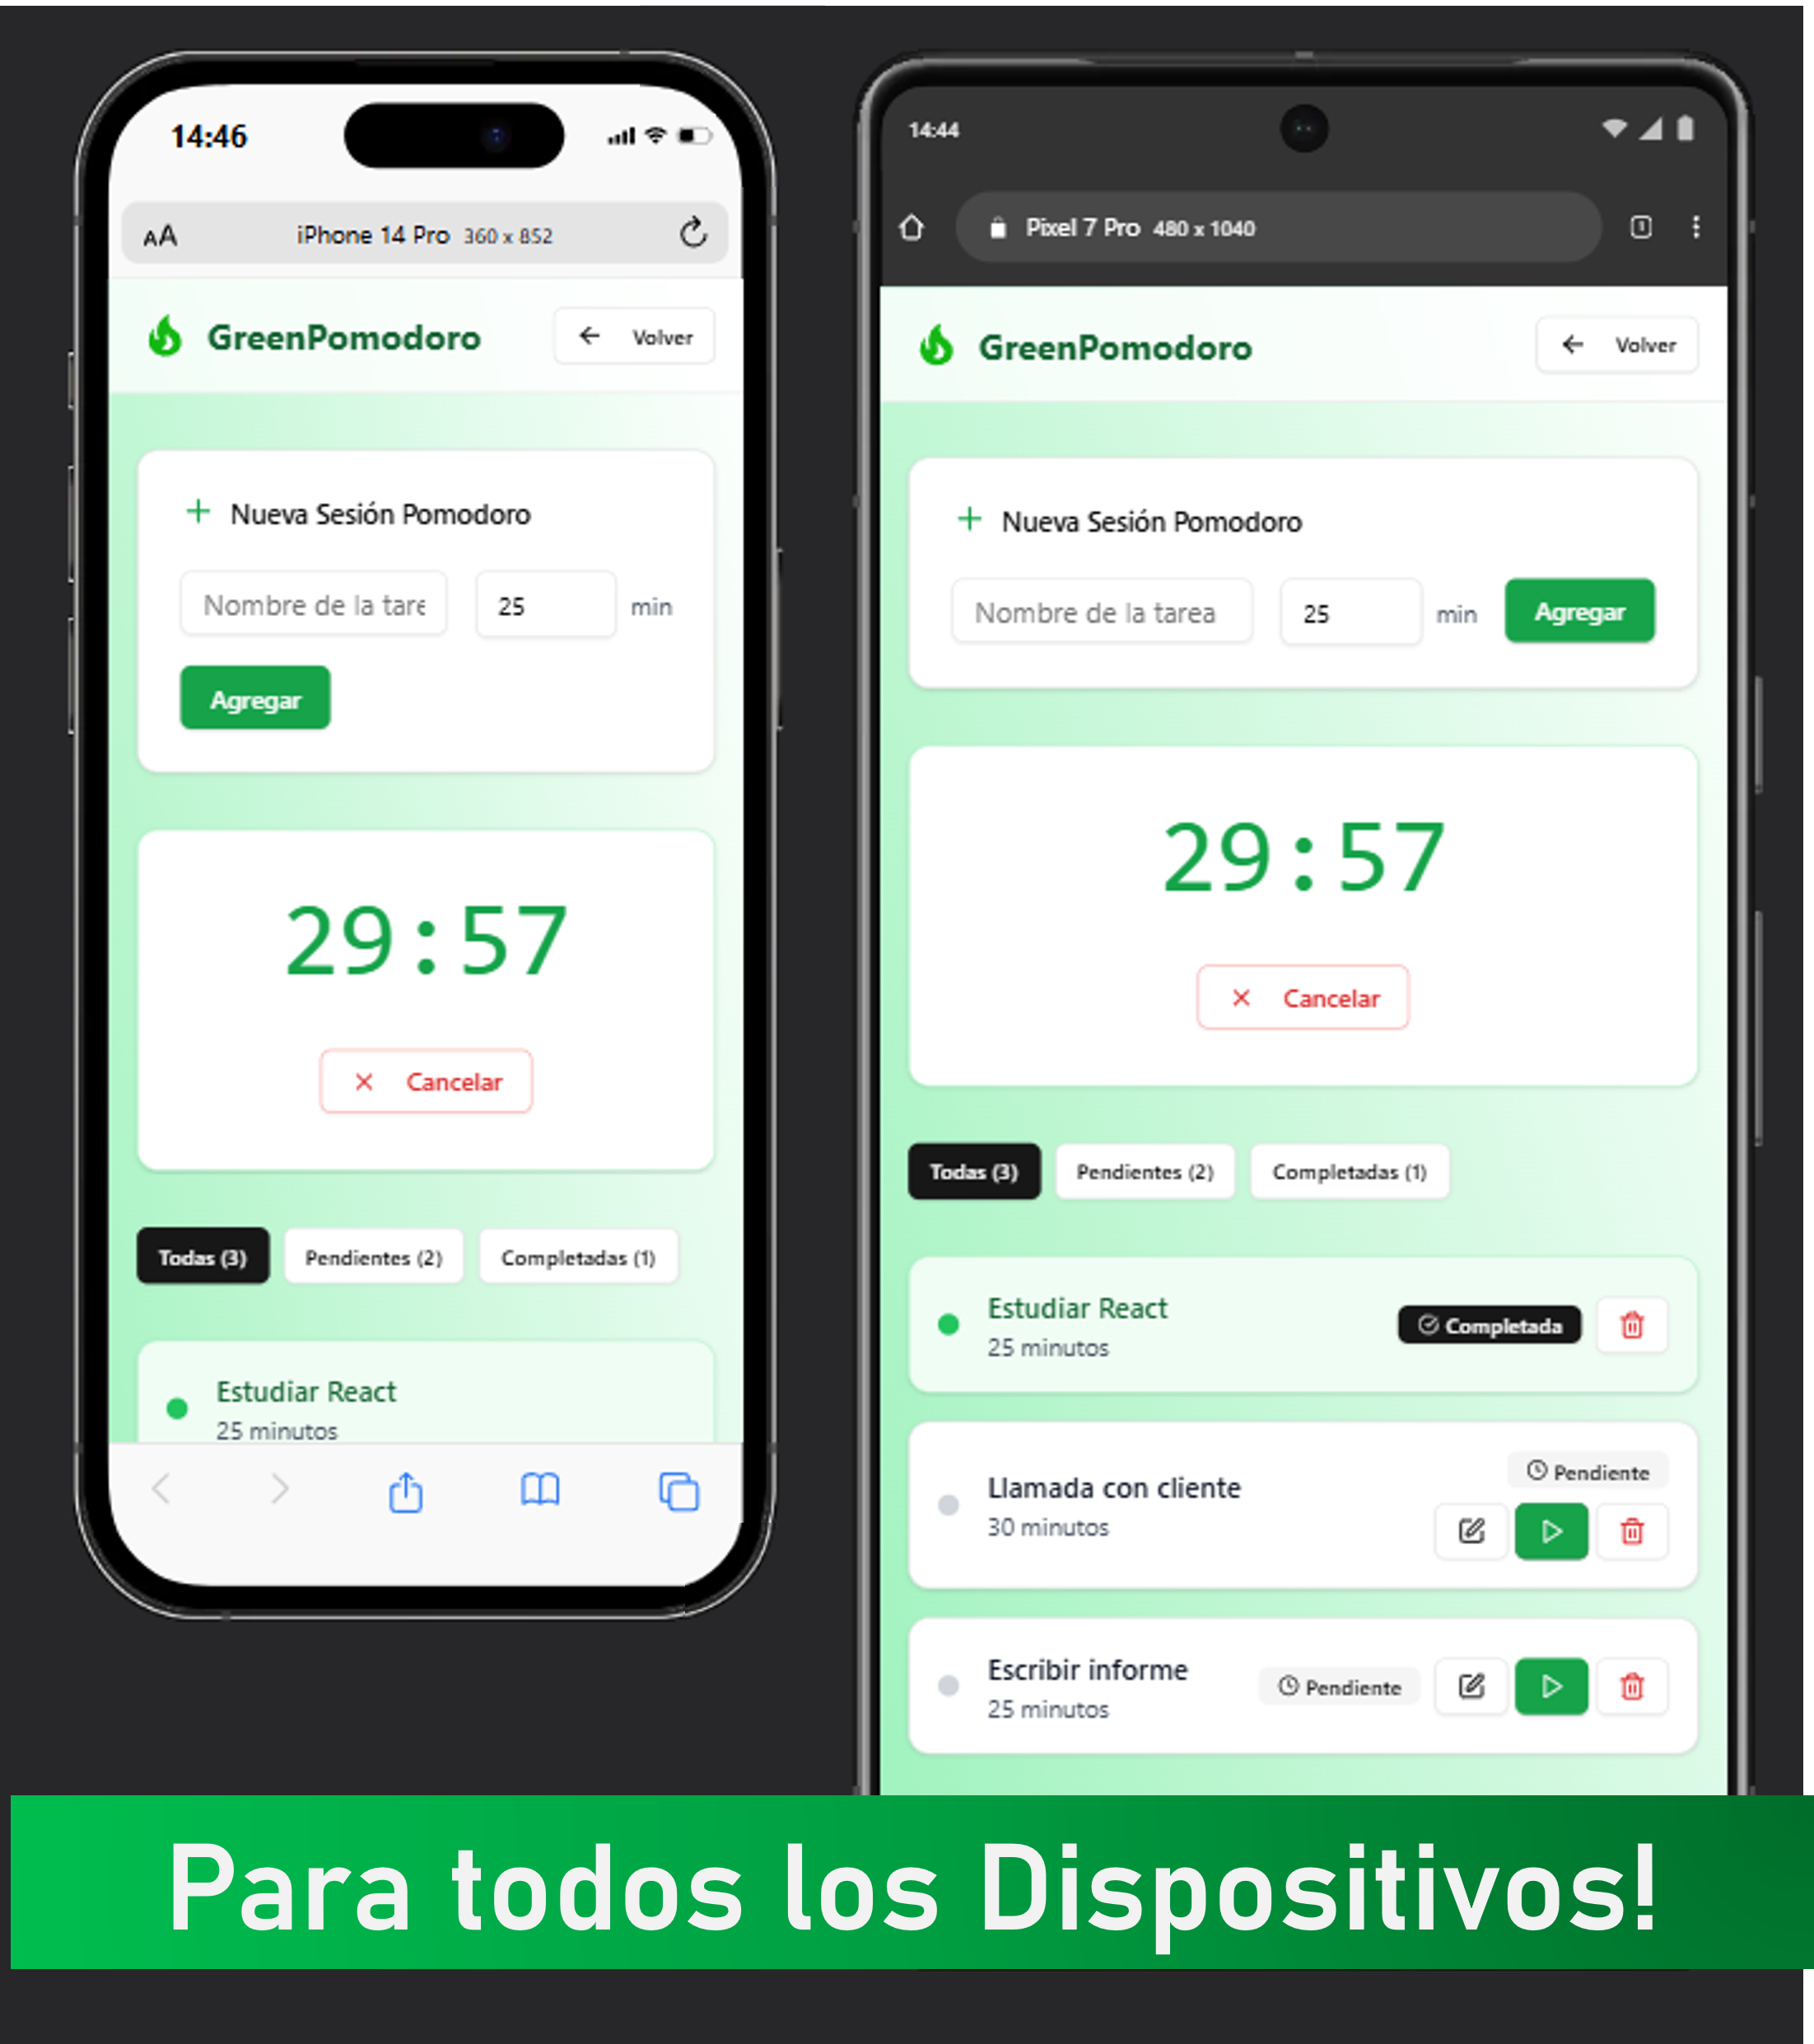 14:46
AA iPhone 14 Pro 360 x 852
GreenPomodoro
Volver
Nueva Sesión Pomodoro
Nombre de la tare
25 min
Agregar
29:57
Cancelar
Todas (3) Pendientes (2) Completadas (1)
Estudiar React
25 minutos
14:44
Pixel 7 Pro 480 x 1040
1
GreenPomodoro
Volver
Nueva Sesión Pomodoro
Nombre de la tarea 25 min Agregar
29:57
Cancelar
Todas (3) Pendientes (2) Completadas (1)
Estudiar React
25 minutos
Completada
Llamada con cliente
30 minutos
Pendiente
Escribir informe
25 minutos
Pendiente
Para todos los Dispositivos!